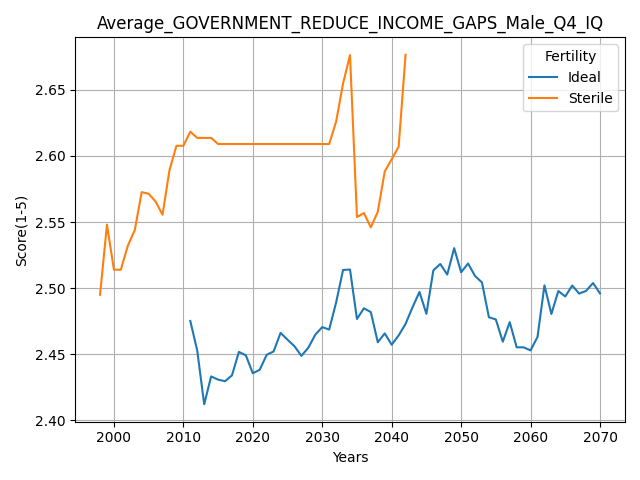 Average_GOVERNMENT_REDUCE_INCOME_GAPS_Male_Q4_IQ
Fertility
Ideal
Sterile
Score(1-5)
2.65
2.60
2.55
2.50
2.45
2.40
2000 2010 2020 2030 2040 2050 2060 2070
Years